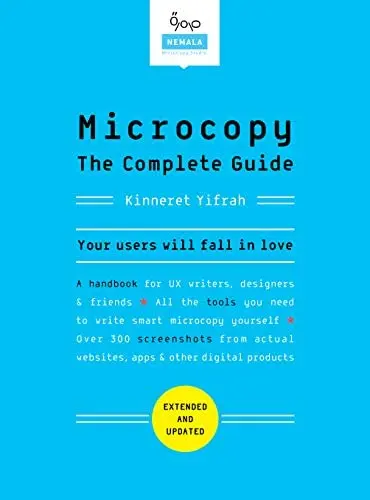 NEMALA
Microcopy
The Complete Guide
Kinneret Yifrah
Your users will fall in love
A handbook for UX writers, designers
& friends * All the tools you need
to write smart microcopy yourself *
Over 300 screenshots from actual
websites, apps & other digital products
EXTENDED
AND
UPDATED